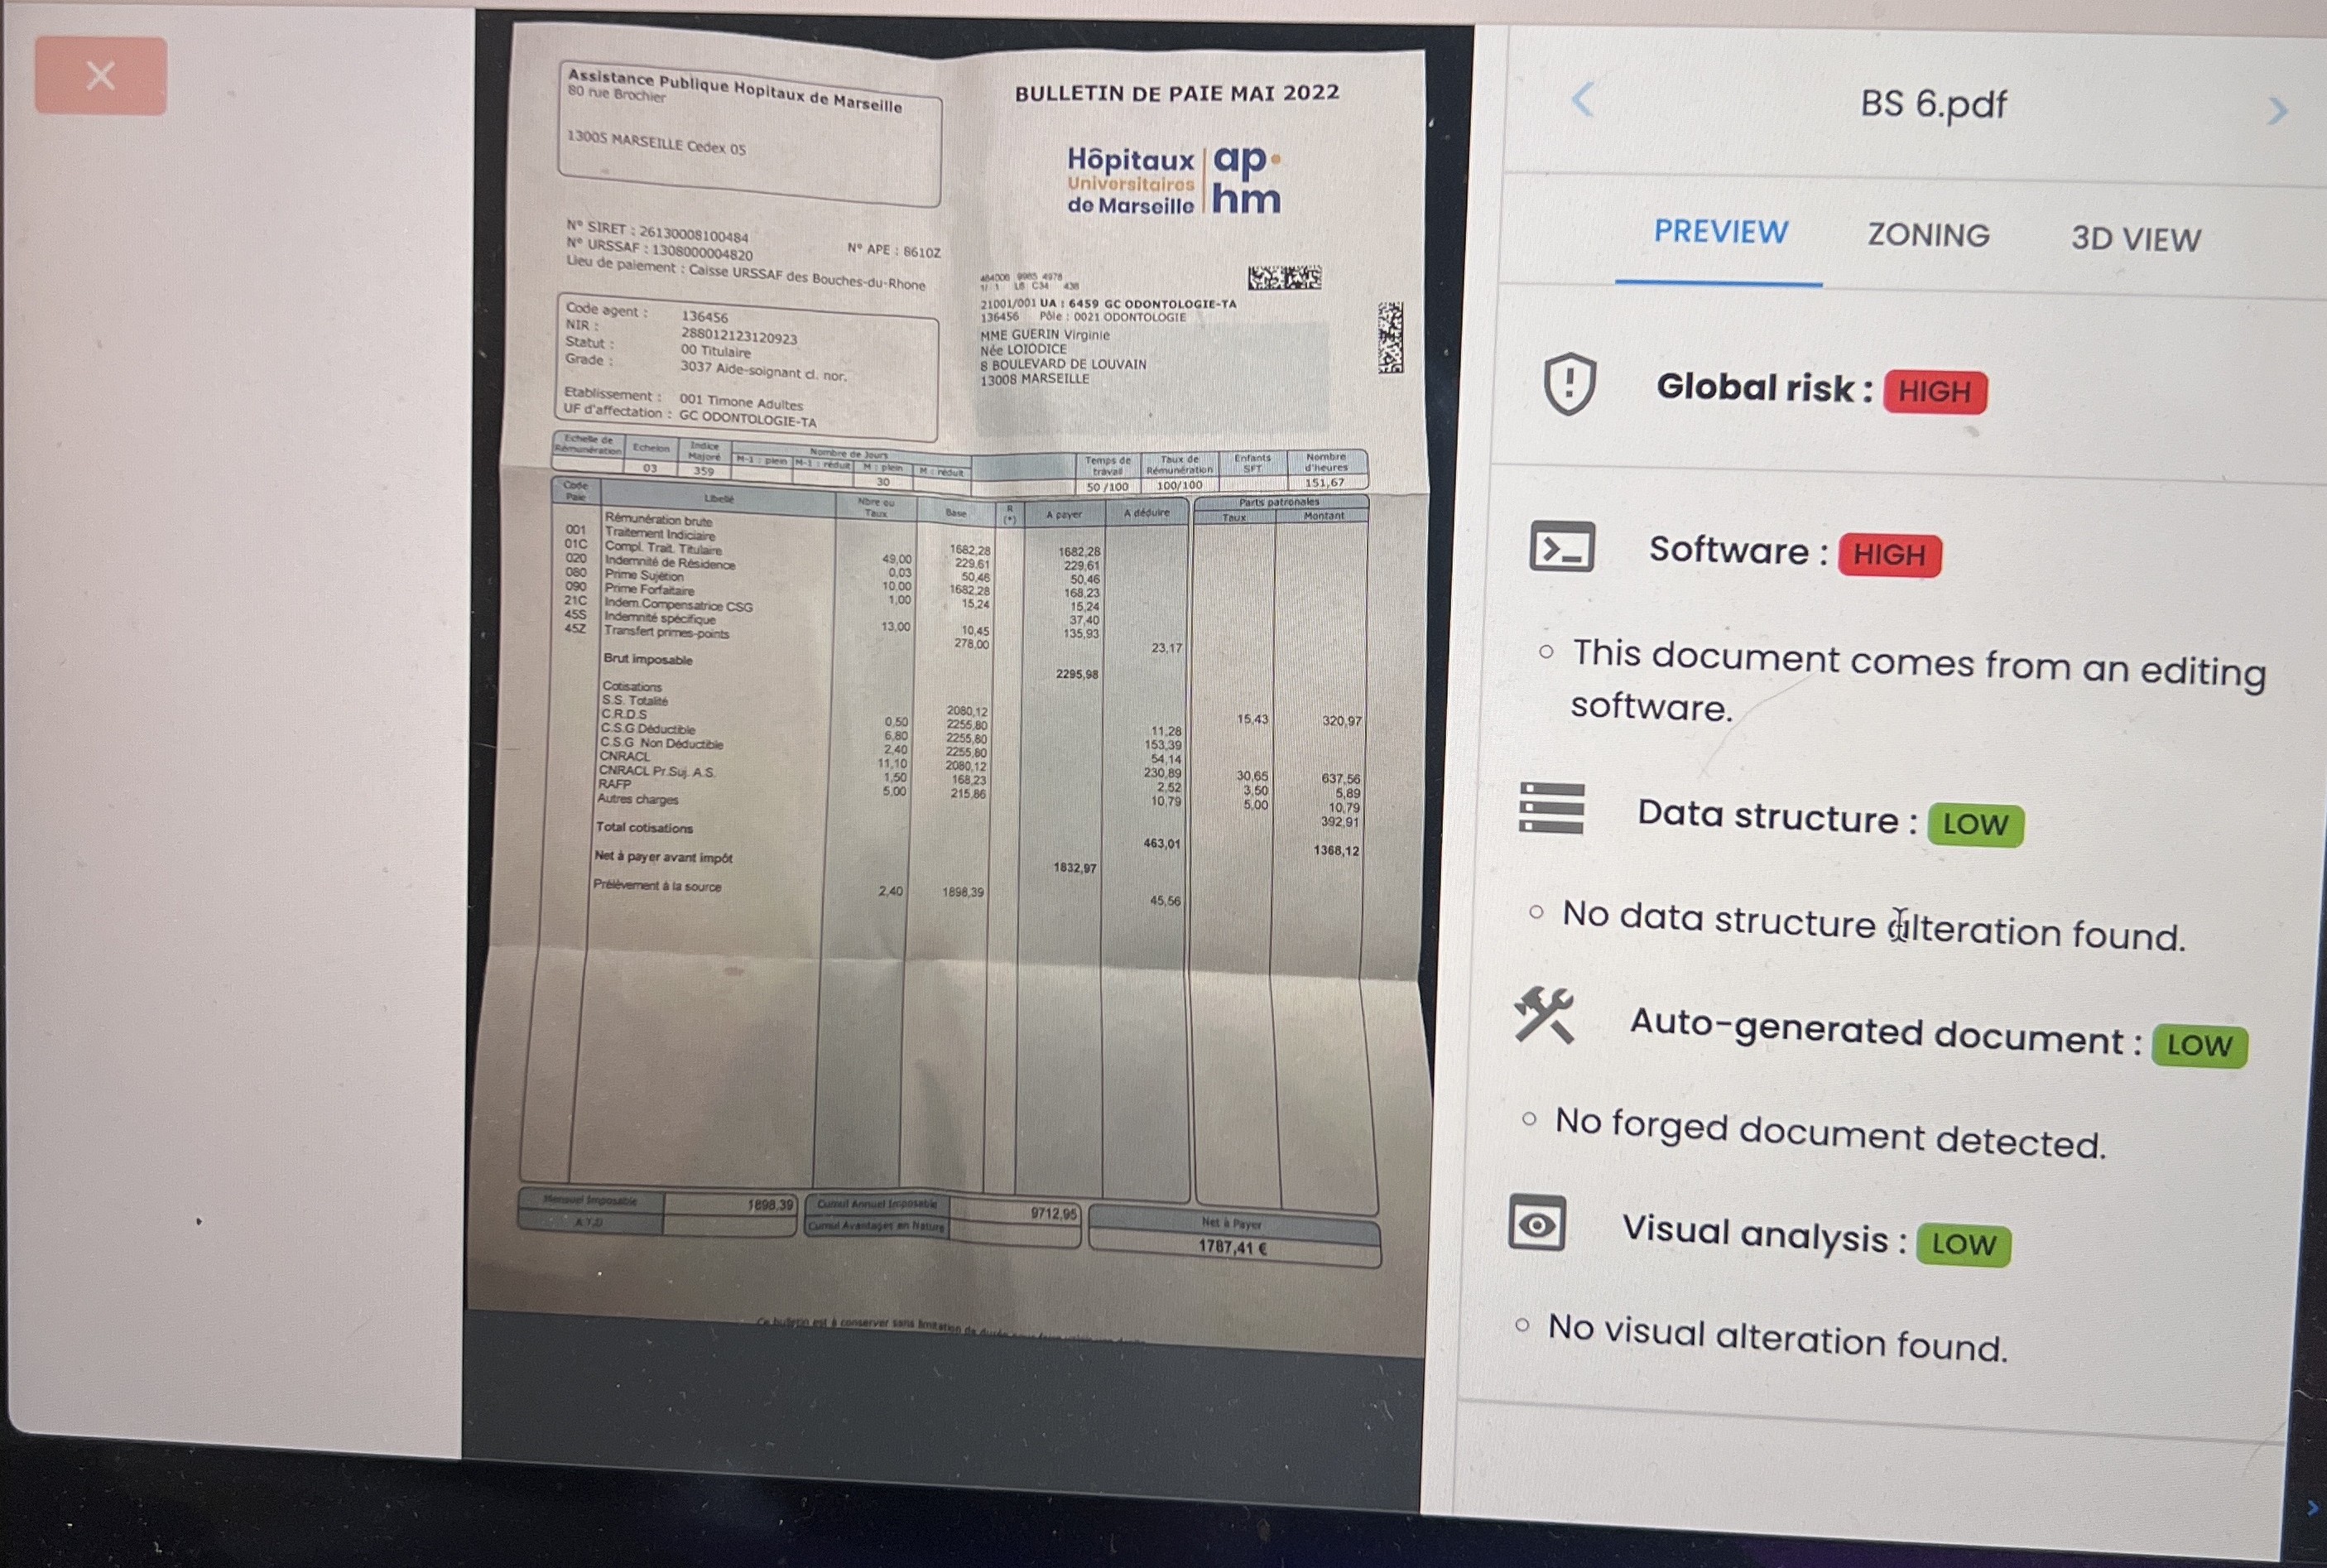 Assistance Publique Hopitaux de Marseille
80 rue Brochier
13005 MARSEILLE Cedex 05
BULLETIN DE PAIE MAI 2022
Hôpitaux
Universitaires
de Marseille
ap.
hm
N° SIRET : 26130008100484
N° URSSAF : 1308000004820
N° APE : 8610Z
Lieu de paiement : Caisse URSSAF des Bouches-du-Rhone
21001/001 UA : 6459 GC ODONTOLOGIE-TA
136456 Pôle : 0021 ODONTOLOGIE
MME GUERIN Virginie
Née LOIODICE
8 BOULEVARD DE LOUVAIN
13008 MARSEILLE
Code agent : 136456
NIR : 288012123120923
Statut : 00 Titulaire
Grade : 3037 Aide-soignant cl. nor.
Etablissement : 001 Timone Adultes
UF d'affectation : GC ODONTOLOGIE-TA
Echelle de Rémunération Echelon Indice Majoré Nombre de Jours Temps de travail Taux de Rémunération Enfants SFT Nombre d'heures
M-1 : plein M-1 : réduit M : plein M : réduit
03 359 30 50/100 100/100 151,67
Code Paie Libellé Nbre ou Taux Base R (*) A payer A déduire Parts patronales
Taux Montant
Rémunération brute
001 Traitement Indiciaire 1682,28 1682,28
01C Compl. Trait. Titulaire 49,00 229,61 229,61
020 Indemnité de Résidence 0,03 50,46 50,46
080 Prime Sujétion 10,00 1682,28 168,23
090 Prime Forfaitaire 1,00 15,24 15,24
21C Indem.Compensatrice CSG 37,40
45S Indemnité spécifique 13,00 10,45 135,93
45Z Transfert primes-points 278,00 23,17
Brut imposable 2295,98
Cotisations
S.S. Totalité 2080,12 15,43 320,97
C.R.D.S 0,50 2255,80 11,28
C.S.G Déductible 6,80 2255,80 153,39
C.S.G Non Déductible 2,40 2255,80 54,14
CNRACL 11,10 2080,12 230,89 30,65 637,56
CNRACL Pr.Suj. A.S. 1,50 168,23 2,52 3,50 5,89
RAFP 5,00 215,86 10,79 5,00 10,79
Autres charges 392,91
Total cotisations 463,01 1368,12
Net à payer avant impôt 1832,97
Prélèvement à la source 2,40 1898,39 45,56
Mensuel Imposable 1898,39 Cumul Annuel Imposable 9712,95 Net à Payer
Cumul Avantages en Nature 1787,41 €
Ce bulletin est à conserver sans limitation de
BS 6.pdf
PREVIEW ZONING 3D VIEW
Global risk : HIGH
Software : HIGH
This document comes from an editing
software.
Data structure : LOW
No data structure alteration found.
Auto-generated document : LOW
No forged document detected.
Visual analysis : LOW
No visual alteration found.